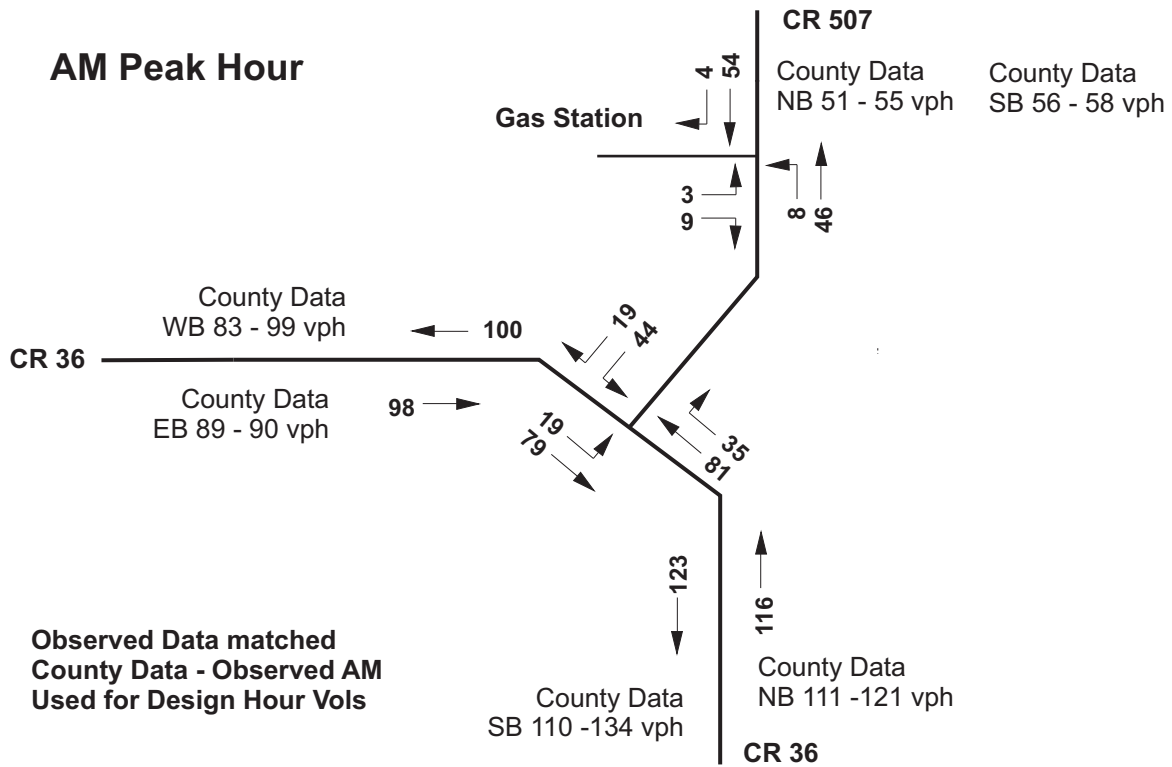 CR 507
AM Peak Hour
County Data
NB 51 - 55 vph
County Data
SB 56 - 58 vph
4
54
Gas Station
3
9
8
46
County Data
WB 83 - 99 vph
100
19
44
CR 36
County Data
EB 89 - 90 vph
98
19
79
35
81
123
116
Observed Data matched
County Data - Observed AM
Used for Design Hour Vols
County Data
SB 110 -134 vph
County Data
NB 111 -121 vph
CR 36